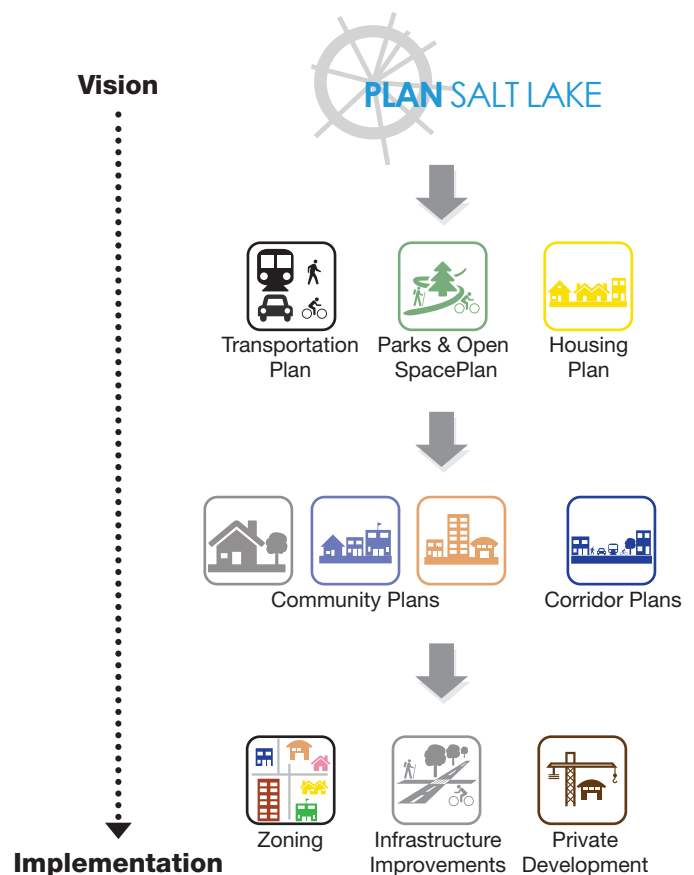 Vision
PLAN SALT LAKE
Transportation
Plan
Parks & Open
SpacePlan
Housing
Plan
Community Plans
Corridor Plans
Zoning
Infrastructure
Improvements
Private
Development
Implementation